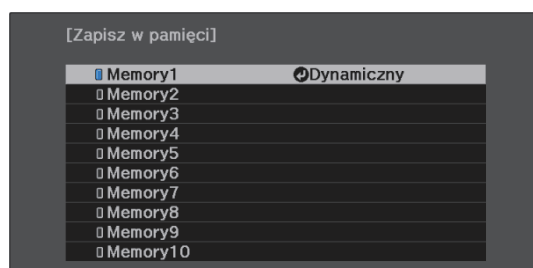 [Zapisz w pamięci]
Memory1 Dynamiczny
Memory2
Memory3
Memory4
Memory5
Memory6
Memory7
Memory8
Memory9
Memory10